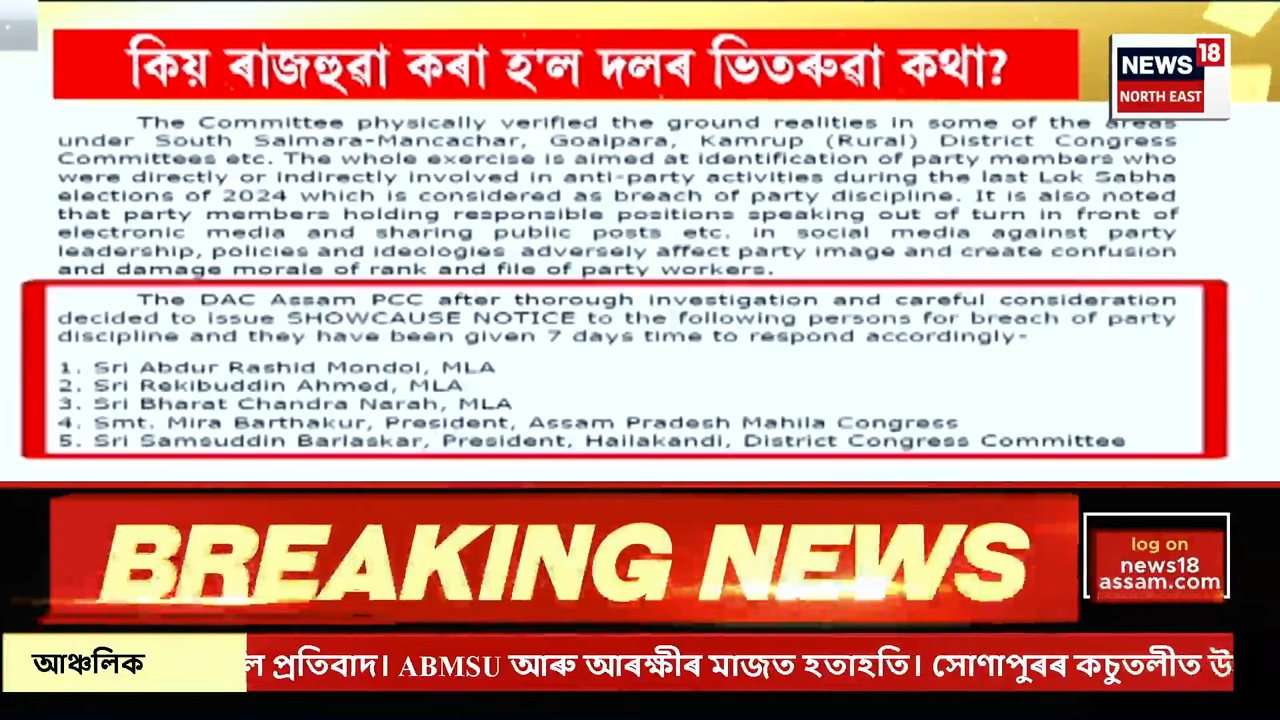 কিয় ৰাজহুৱা কৰা হ'ল দলৰ ভিতৰুৱা কথা?
NEWS 18
NORTH EAST
The Committee physically verified the ground realities in some of the areas
under South Salmara-Mancachar, Goalpara, Kamrup (Rural) District Congress
Committees etc. The whole exercise is aimed at identification of party members who
were directly or indirectly involved in anti-party activities during the last Lok Sabha
elections of 2024 which is considered as breach of party discipline. It is also noted
that party members holding responsible positions speaking out of turn in front of
electronic media and sharing public posts etc. in social media against party
leadership, policies and ideologies adversely affect party image and create confusion
and damage morale of rank and file of party workers.
The DAC Assam PCC after thorough investigation and careful consideration
decided to issue SHOWCAUSE NOTICE to the following persons for breach of party
discipline and they have been given 7 days time to respond accordingly-
1. Sri Abdur Rashid Mondol, MLA
2. Sri Rekibuddin Ahmed, MLA
3. Sri Bharat Chandra Narah, MLA
4. Smt. Mira Barthakur, President, Assam Pradesh Mahila Congress
5. Sri Samsuddin Barlaskar, President, Hailakandi, District Congress Committee
BREAKING NEWS
log on
news18
assam.com
আঞ্চলিক
ল প্ৰতিবাদ। ABMSU আৰু আৰক্ষীৰ মাজত হতাহতি। সোণাপুৰৰ কচুতলীত উ